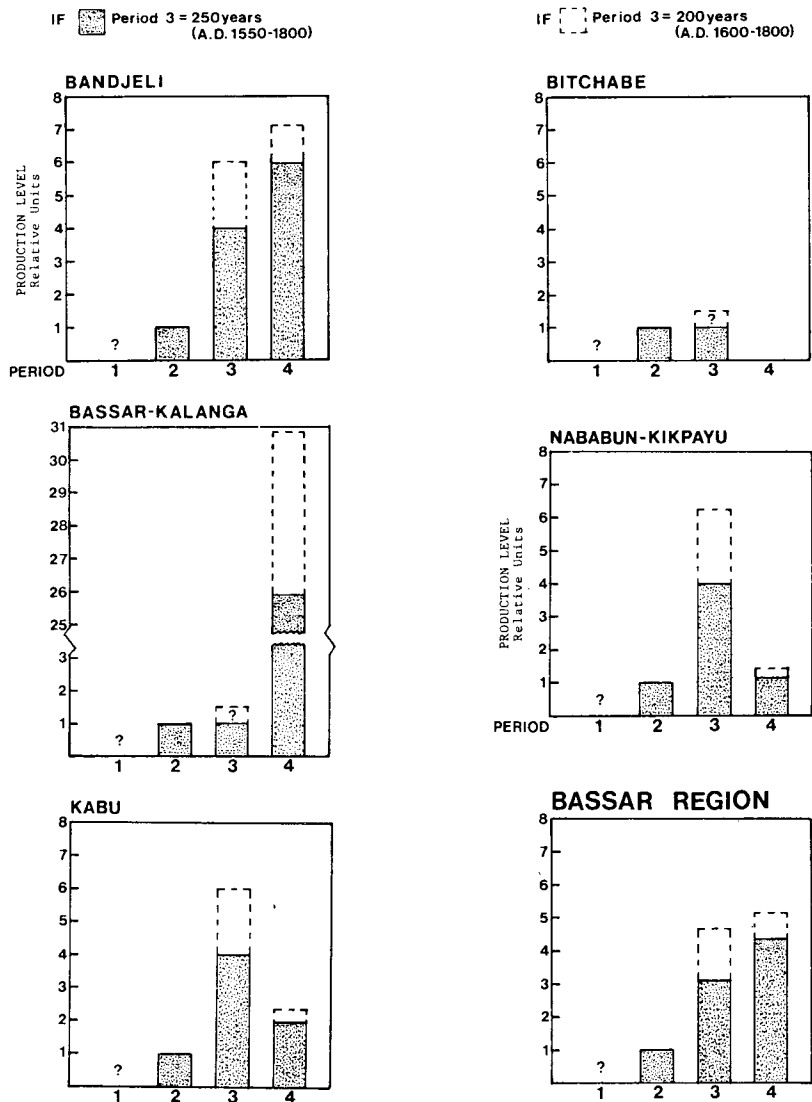 IF Period 3 = 250 years
(A.D. 1550-1800)
IF Period 3 = 200 years
(A.D. 1600-1800)
BANDJELI
8
7
6
5
4
3
2
1
PRODUCTION LEVEL
Relative Units
?
PERIOD 1 2 3 4
BITCHABE
8
7
6
5
4
3
2
1
? ?
1 2 3 4
BASSAR-KALANGA
31
30
29
28
27
26
25
3
2
1
? ?
1 2 3 4
NABABUN-KIKPAYU
8
7
6
5
4
3
2
1
PRODUCTION LEVEL
Relative Units
?
PERIOD 1 2 3 4
KABU
8
7
6
5
4
3
2
1
?
1 2 3 4
BASSAR REGION
8
7
6
5
4
3
2
1
?
1 2 3 4